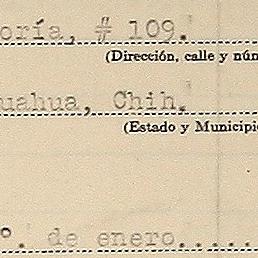 oría, # 109.
(Dirección, calle y núm
uahua, Chih.
(Estado y Municipio
º. de enero.....